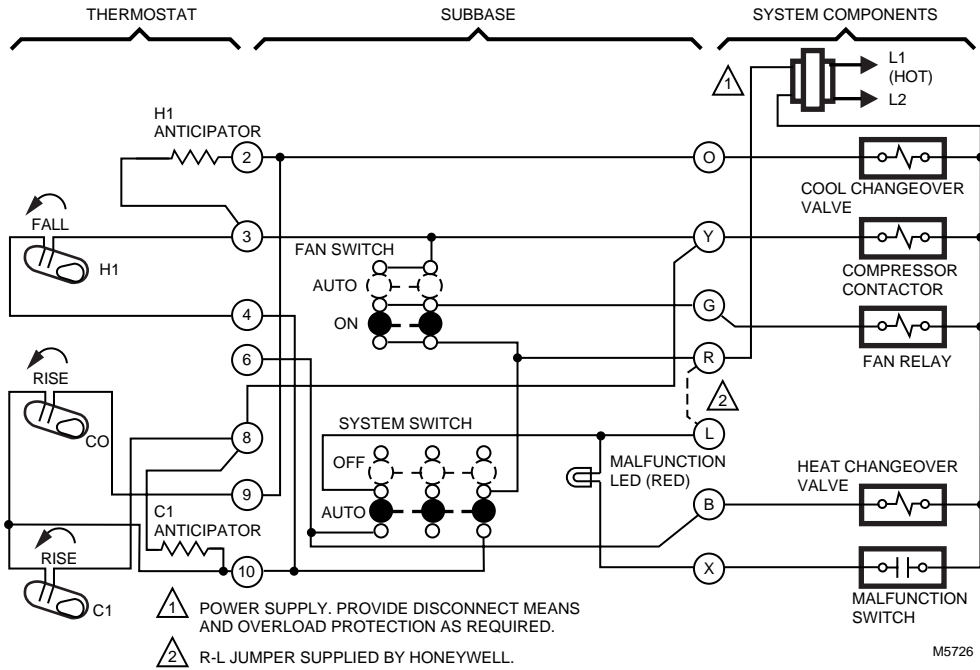 THERMOSTAT
SUBBASE
SYSTEM COMPONENTS
1
L1
(HOT)
L2
H1
ANTICIPATOR
2
O
COOL CHANGEOVER
VALVE
FALL
H1
3
FAN SWITCH
Y
COMPRESSOR
CONTACTOR
AUTO
4
ON
G
FAN RELAY
6
R
RISE
CO
2
8
SYSTEM SWITCH
L
OFF
MALFUNCTION
LED (RED)
HEAT CHANGEOVER
VALVE
9
AUTO
B
C1
ANTICIPATOR
RISE
10
X
C1
MALFUNCTION
SWITCH
1 POWER SUPPLY. PROVIDE DISCONNECT MEANS
AND OVERLOAD PROTECTION AS REQUIRED.
2 R-L JUMPER SUPPLIED BY HONEYWELL.
M5726